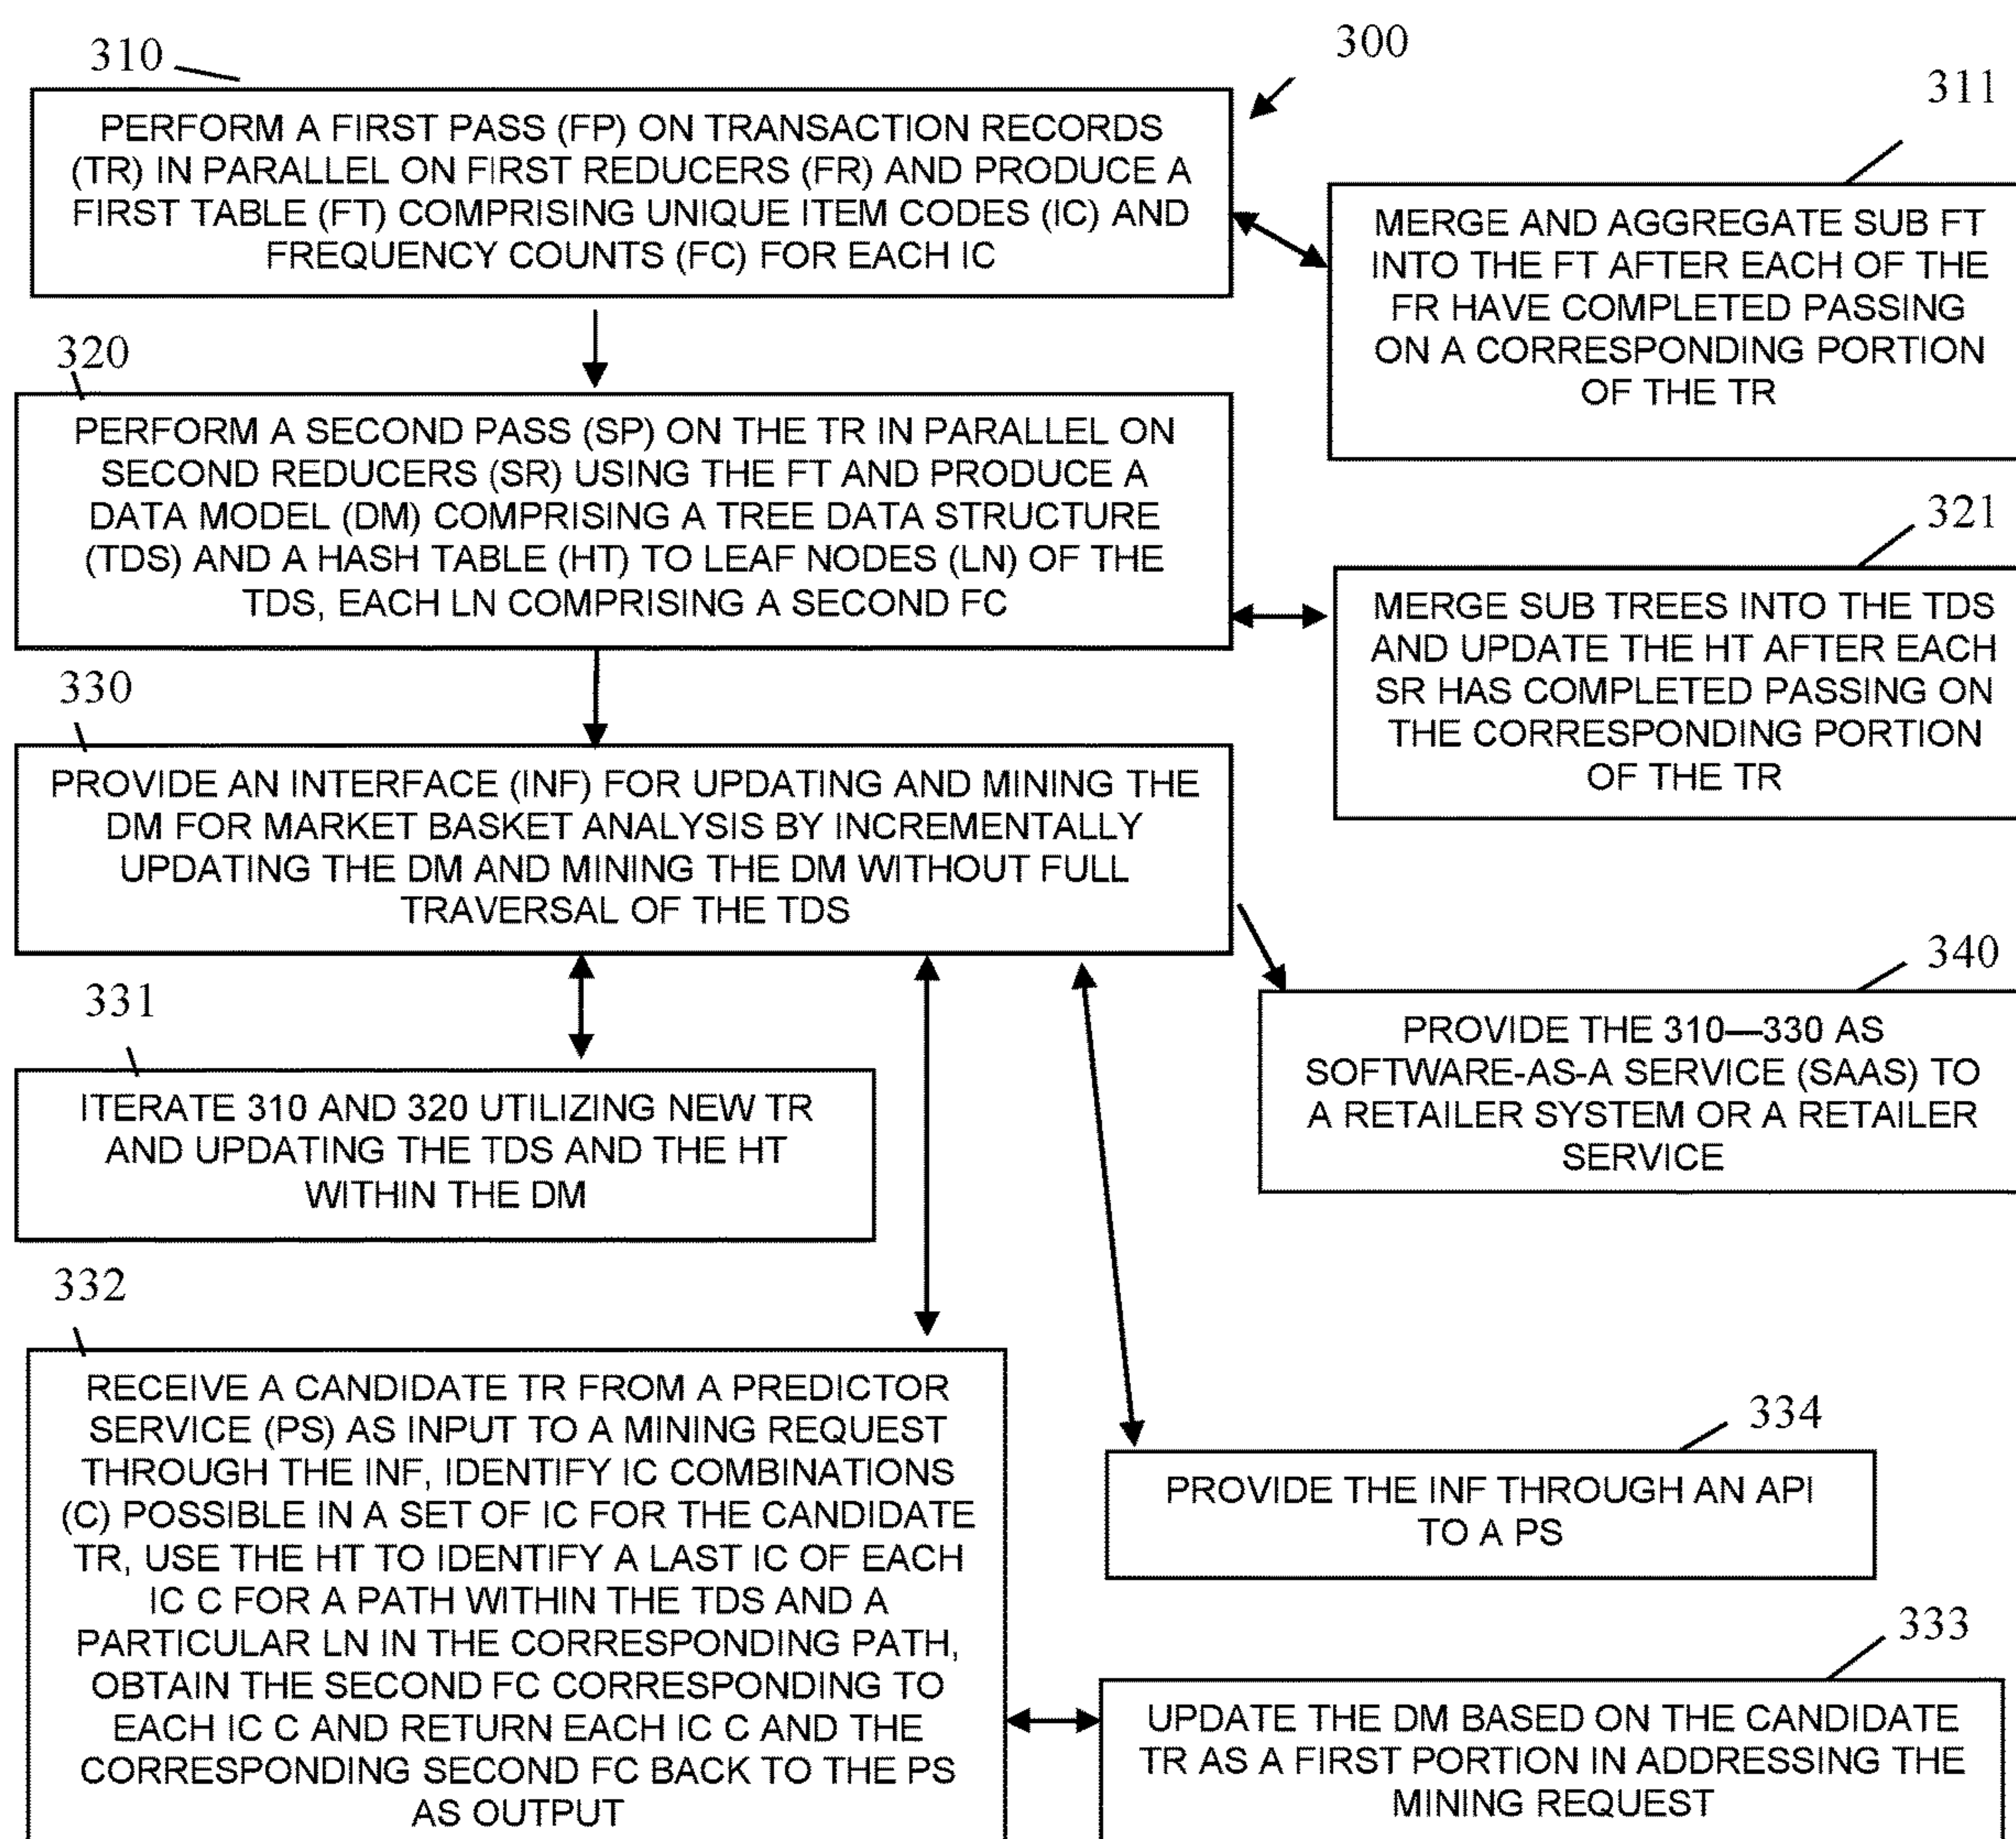 310
300
311
PERFORM A FIRST PASS (FP) ON TRANSACTION RECORDS
(TR) IN PARALLEL ON FIRST REDUCERS (FR) AND PRODUCE A
FIRST TABLE (FT) COMPRISING UNIQUE ITEM CODES (IC) AND
FREQUENCY COUNTS (FC) FOR EACH IC
MERGE AND AGGREGATE SUB FT
INTO THE FT AFTER EACH OF THE
FR HAVE COMPLETED PASSING
ON A CORRESPONDING PORTION
OF THE TR
320
PERFORM A SECOND PASS (SP) ON THE TR IN PARALLEL ON
SECOND REDUCERS (SR) USING THE FT AND PRODUCE A
DATA MODEL (DM) COMPRISING A TREE DATA STRUCTURE
(TDS) AND A HASH TABLE (HT) TO LEAF NODES (LN) OF THE
TDS, EACH LN COMPRISING A SECOND FC
321
MERGE SUB TREES INTO THE TDS
AND UPDATE THE HT AFTER EACH
SR HAS COMPLETED PASSING ON
THE CORRESPONDING PORTION
OF THE TR
330
PROVIDE AN INTERFACE (INF) FOR UPDATING AND MINING THE
DM FOR MARKET BASKET ANALYSIS BY INCREMENTALLY
UPDATING THE DM AND MINING THE DM WITHOUT FULL
TRAVERSAL OF THE TDS
340
PROVIDE THE 310—330 AS
SOFTWARE-AS-A SERVICE (SAAS) TO
A RETAILER SYSTEM OR A RETAILER
SERVICE
331
ITERATE 310 AND 320 UTILIZING NEW TR
AND UPDATING THE TDS AND THE HT
WITHIN THE DM
332
RECEIVE A CANDIDATE TR FROM A PREDICTOR
SERVICE (PS) AS INPUT TO A MINING REQUEST
THROUGH THE INF, IDENTIFY IC COMBINATIONS
(C) POSSIBLE IN A SET OF IC FOR THE CANDIDATE
TR, USE THE HT TO IDENTIFY A LAST IC OF EACH
IC C FOR A PATH WITHIN THE TDS AND A
PARTICULAR LN IN THE CORRESPONDING PATH,
OBTAIN THE SECOND FC CORRESPONDING TO
EACH IC C AND RETURN EACH IC C AND THE
CORRESPONDING SECOND FC BACK TO THE PS
AS OUTPUT
334
PROVIDE THE INF THROUGH AN API
TO A PS
333
UPDATE THE DM BASED ON THE CANDIDATE
TR AS A FIRST PORTION IN ADDRESSING THE
MINING REQUEST